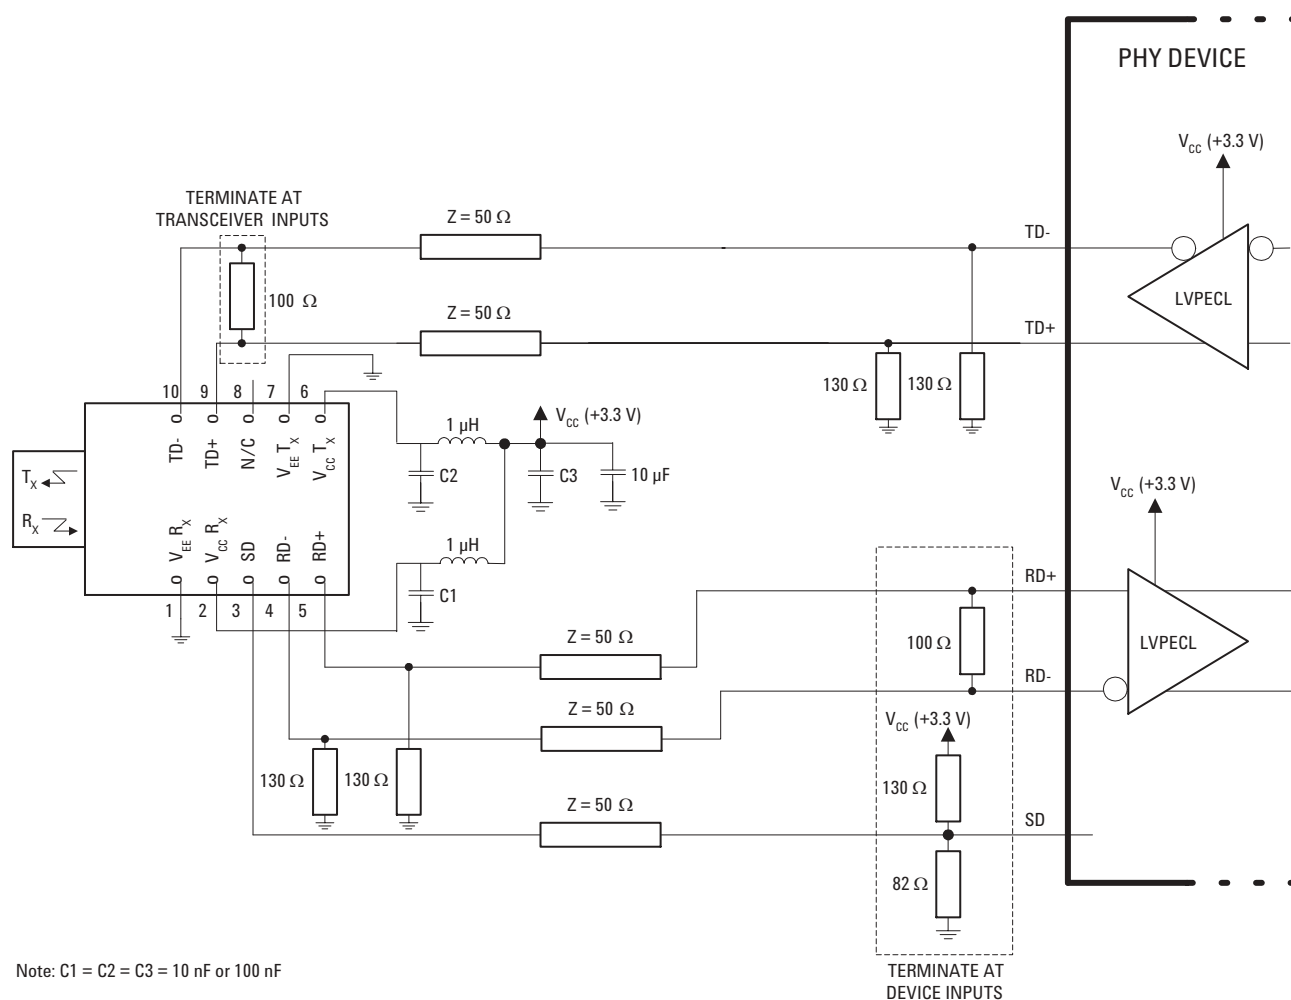 PHY DEVICE
VCC (+3.3 V)
TERMINATE AT
TRANSCEIVER INPUTS
Z = 50 Ω
TD-
LVPECL
100 Ω
Z = 50 Ω
TD+
130 Ω
130 Ω
10
9
8
7
6
TD-
TD+
N/C
VEE TX
VCC TX
1 µH
VCC (+3.3 V)
C2
C3
10 µF
TX
RX
VEE RX
VCC RX
SD
RD-
RD+
1 µH
C1
1
2
3
4
5
VCC (+3.3 V)
RD+
Z = 50 Ω
100 Ω
LVPECL
RD-
Z = 50 Ω
VCC (+3.3 V)
130 Ω
130 Ω
130 Ω
Z = 50 Ω
SD
82 Ω
Note: C1 = C2 = C3 = 10 nF or 100 nF
TERMINATE AT
DEVICE INPUTS